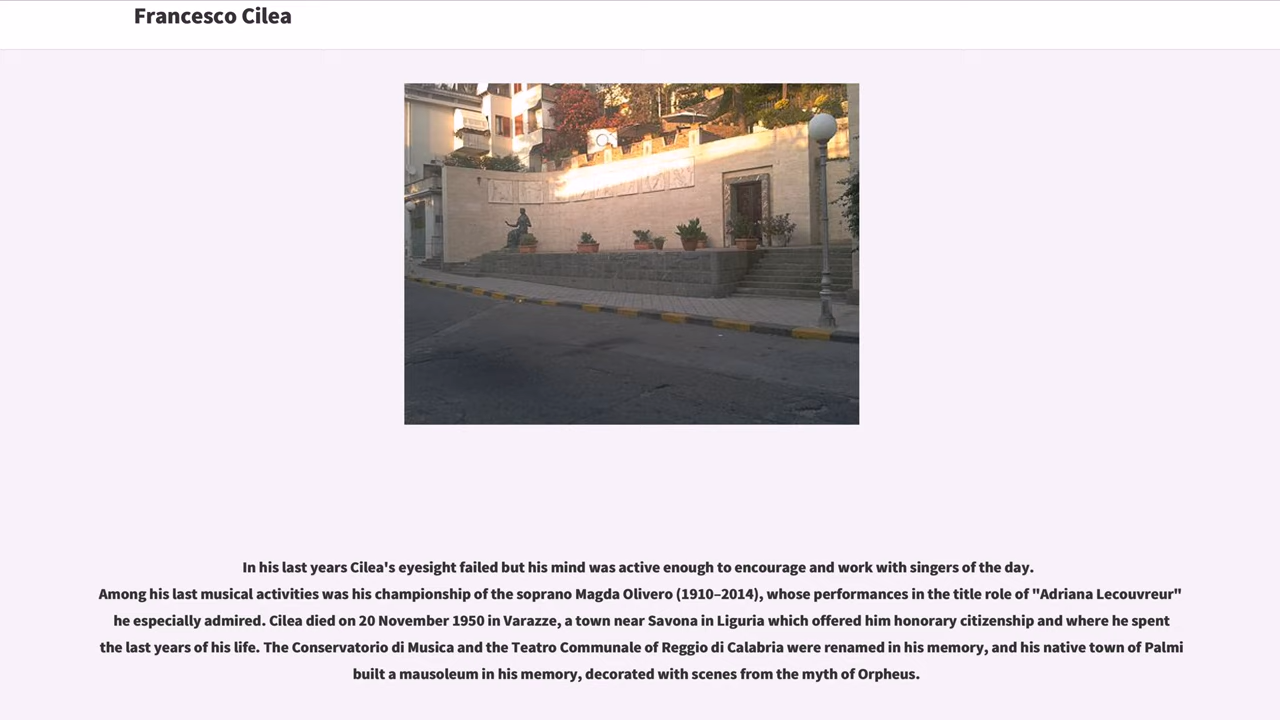 Francesco Cilea
In his last years Cilea's eyesight failed but his mind was active enough to encourage and work with singers of the day.
Among his last musical activities was his championship of the soprano Magda Olivero (1910–2014), whose performances in the title role of "Adriana Lecouvreur"
he especially admired. Cilea died on 20 November 1950 in Varazze, a town near Savona in Liguria which offered him honorary citizenship and where he spent
the last years of his life. The Conservatorio di Musica and the Teatro Communale of Reggio di Calabria were renamed in his memory, and his native town of Palmi
built a mausoleum in his memory, decorated with scenes from the myth of Orpheus.